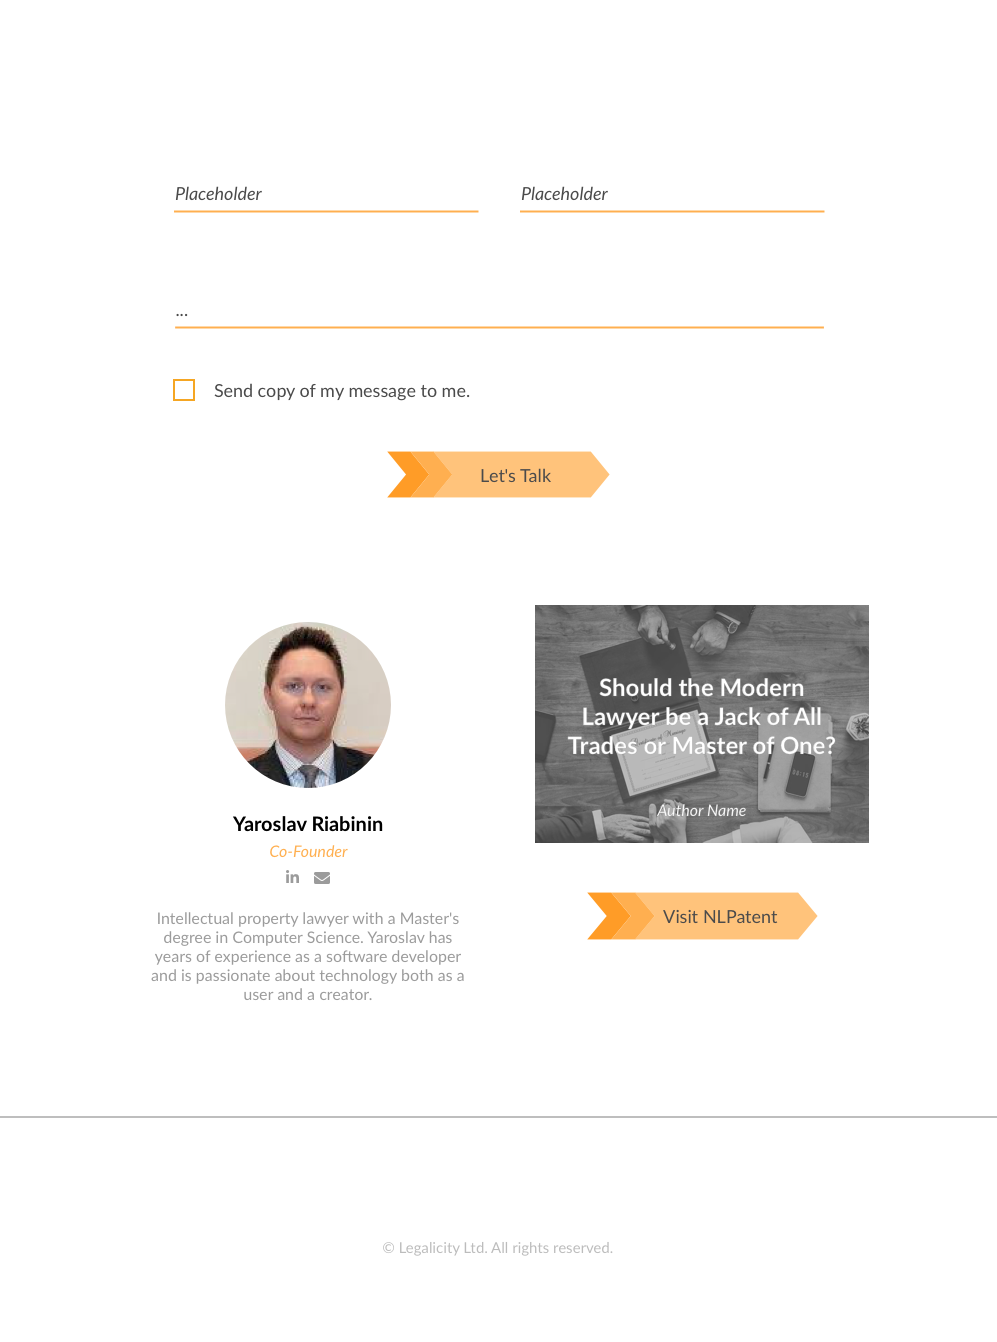 Placeholder
Placeholder
...
Send copy of my message to me.
Let's Talk
Yaroslav Riabinin
Co-Founder
in
Intellectual property lawyer with a Master's
degree in Computer Science. Yaroslav has
years of experience as a software developer
and is passionate about technology both as a
user and a creator.
Should the Modern
Lawyer be a Jack of All
Trades or Master of One?
Author Name
Visit NLPatent
© Legalicity Ltd. All rights reserved.